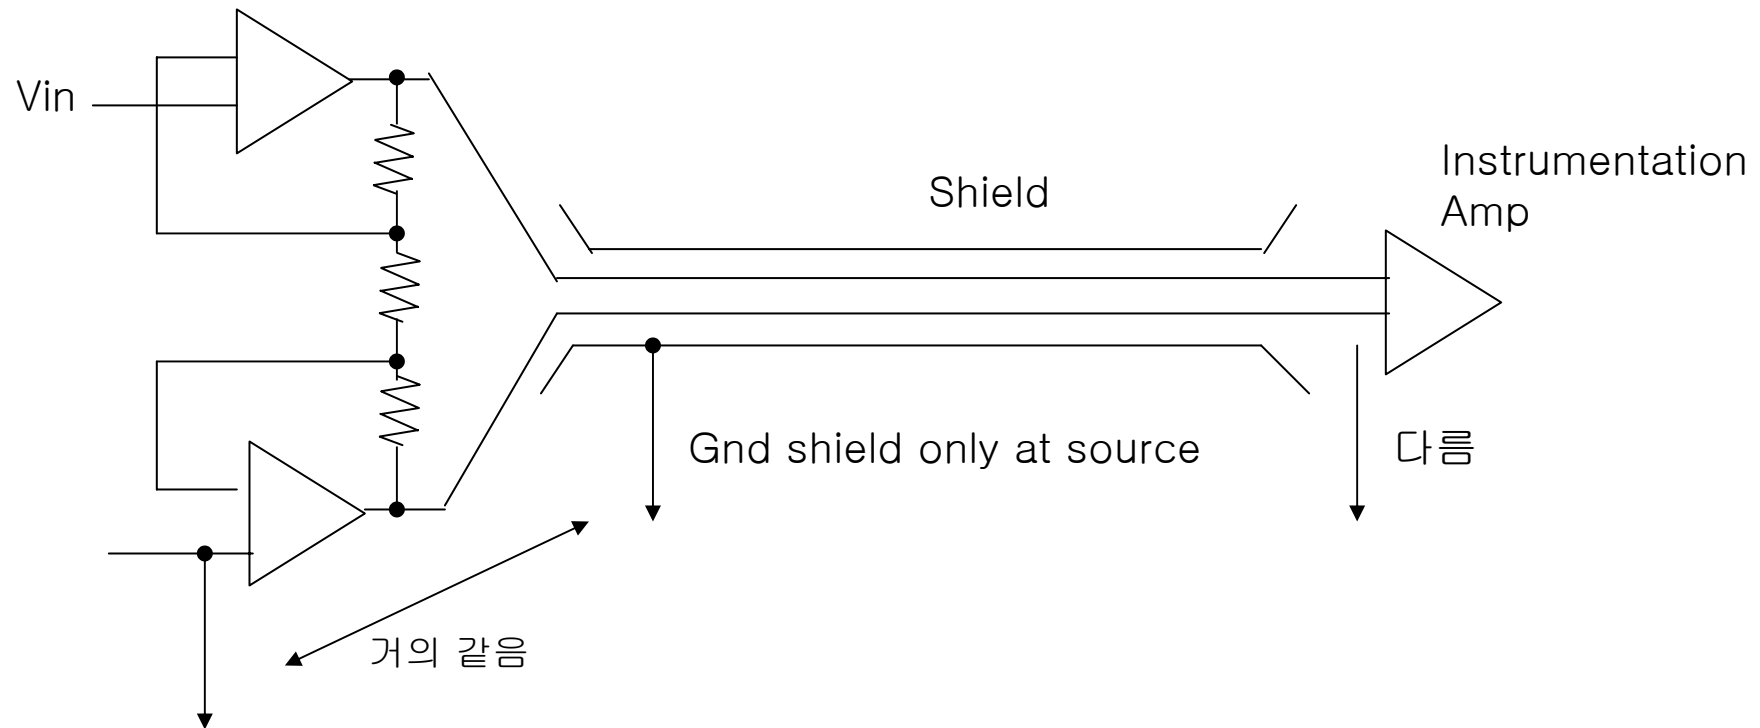 Vin
Instrumentation
Amp
Shield
Gnd shield only at source
다름
거의 같음